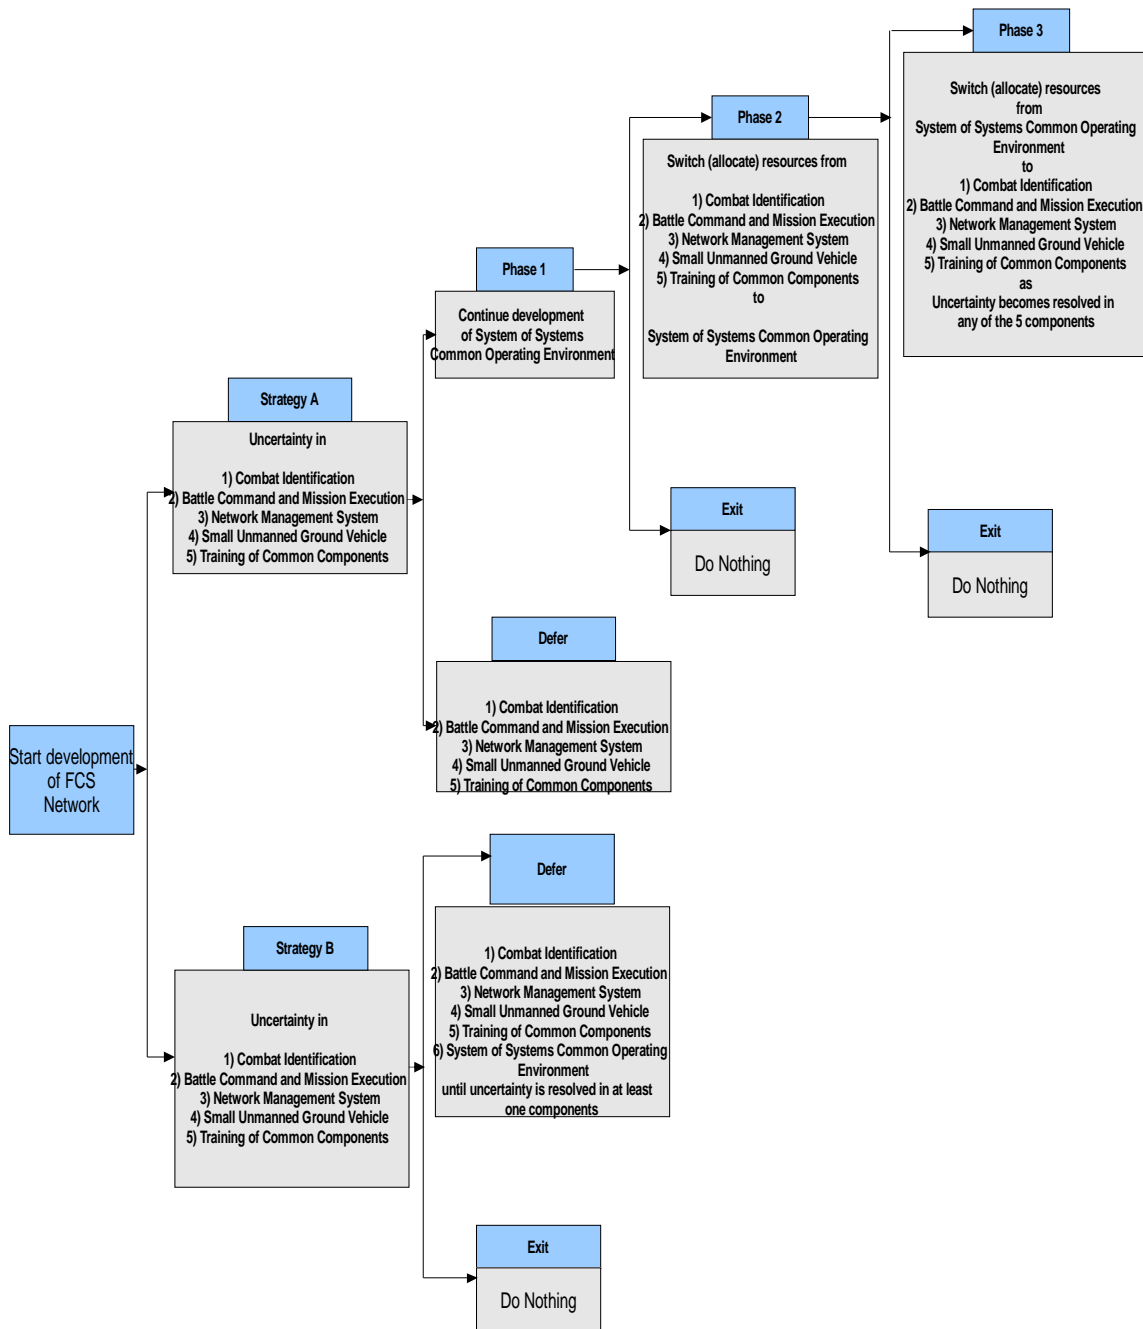 Phase 3
Switch (allocate) resources
from
System of Systems Common Operating
Environment
to
1) Combat Identification
2) Battle Command and Mission Execution
3) Network Management System
4) Small Unmanned Ground Vehicle
5) Training of Common Components
as
Uncertainty becomes resolved in
any of the 5 components
Phase 2
Switch (allocate) resources from
1) Combat Identification
2) Battle Command and Mission Execution
3) Network Management System
4) Small Unmanned Ground Vehicle
5) Training of Common Components
to
System of Systems Common Operating
Environment
Phase 1
Continue development
of System of Systems
Common Operating Environment
Strategy A
Uncertainty in
1) Combat Identification
2) Battle Command and Mission Execution
3) Network Management System
4) Small Unmanned Ground Vehicle
5) Training of Common Components
Exit
Do Nothing
Exit
Do Nothing
Defer
1) Combat Identification
2) Battle Command and Mission Execution
3) Network Management System
4) Small Unmanned Ground Vehicle
5) Training of Common Components
Start development
of FCS
Network
Defer
1) Combat Identification
2) Battle Command and Mission Execution
3) Network Management System
4) Small Unmanned Ground Vehicle
5) Training of Common Components
6) System of Systems Common Operating
Environment
until uncertainty is resolved in at least
one components
Strategy B
Uncertainty in
1) Combat Identification
2) Battle Command and Mission Execution
3) Network Management System
4) Small Unmanned Ground Vehicle
5) Training of Common Components
Exit
Do Nothing